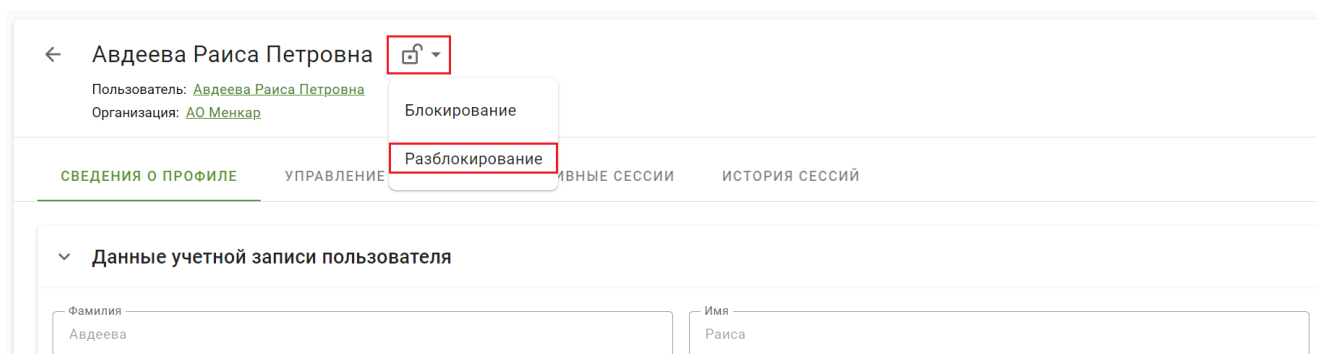 Авдеева Раиса Петровна
Пользователь: Авдеева Раиса Петровна
Организация: АО Менкар
Блокирование
Разблокирование
СВЕДЕНИЯ О ПРОФИЛЕ УПРАВЛЕНИЕ ИВНЫЕ СЕССИИ ИСТОРИЯ СЕССИЙ
Данные учетной записи пользователя
Фамилия Имя
Авдеева Раиса